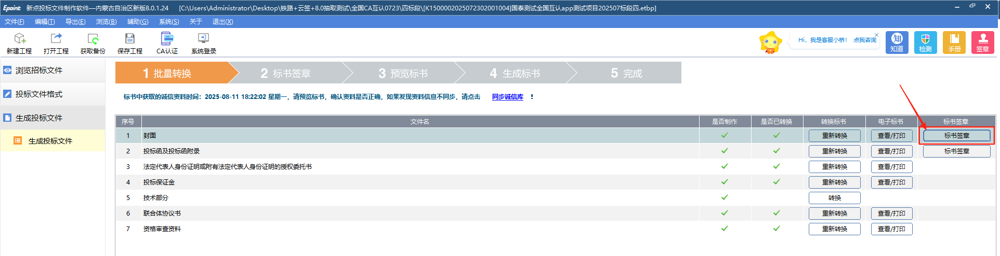 Epoint 新点投标文件制作软件—内蒙古自治区新版8.0.1.24 [C:\Users\Administrator\Desktop\铁路+云签+8.0抽取测试\全国CA互认0723\四标段\[K1500002025072302001004]国泰测试全国互认app测试项目202507标段四.etbp]
文件(F) 编辑(T) 导出(E) 浏览(B) 辅助(G) 系统(S) 关于 退出(X)
新建工程 打开工程 获取备份 保存工程 CA认证 系统登录
Hi，我是客服小桥！ 点我咨询
知 知道 检测 手册 签章
浏览招标文件
投标文件格式
生成投标文件
生成投标文件
1 批量转换 2 标书签章 3 预览标书 4 生成标书 5 完成
标书中获取的诚信资料时间：2025-08-11 18:22:02 星期一，请预览标书，确认资料是否正确，如果发现资料信息不同步，请点击 同步诚信库 ！
序号 文件名 是否制作 是否已转换 转换标书 电子标书 标书签章
1 封面 重新转换 查看/打印 标书签章
2 投标函及投标函附录 重新转换 查看/打印 标书签章
3 法定代表人身份证明或附有法定代表人身份证明的授权委托书 重新转换 查看/打印
4 投标保证金 重新转换 查看/打印
5 技术部分 转换
6 联合体协议书 重新转换 查看/打印
7 资格审查资料 重新转换 查看/打印